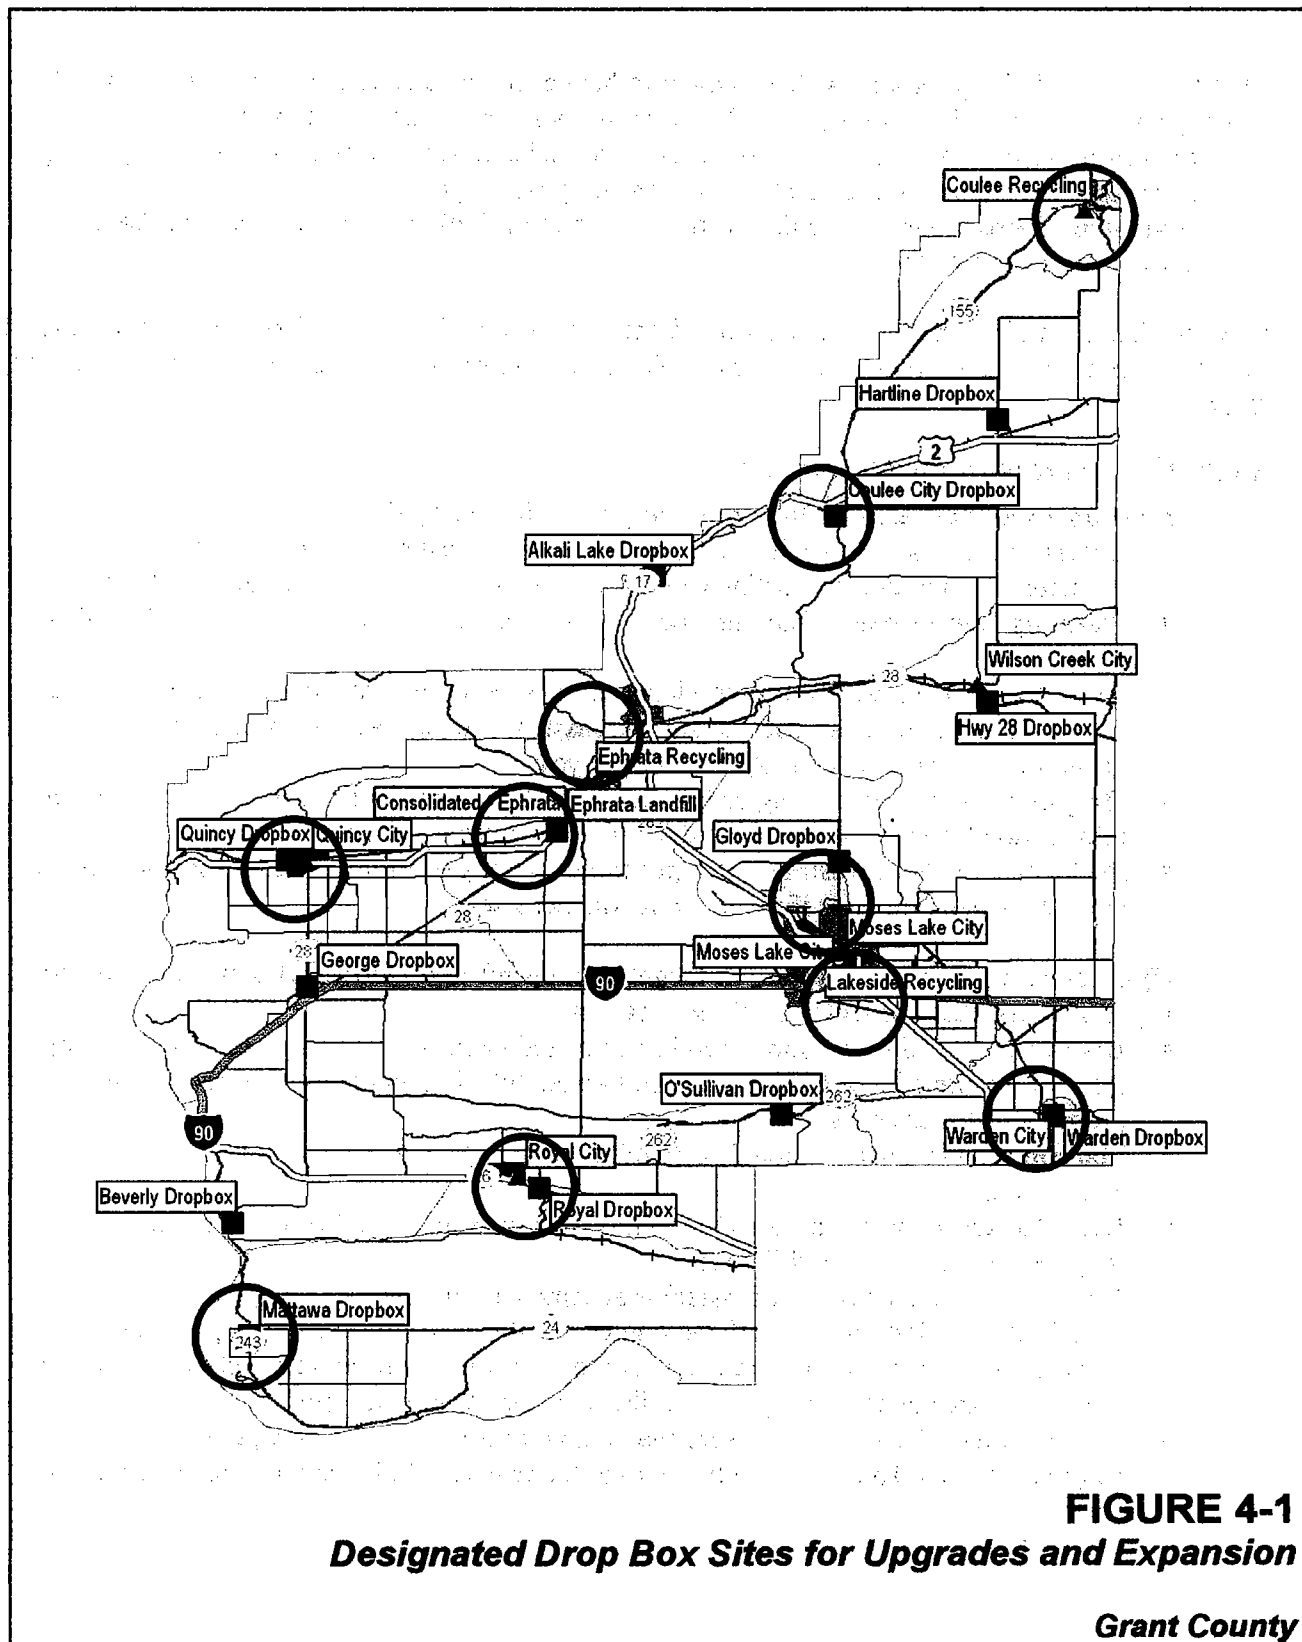 Coulee Recycling
155
Hartline Dropbox
2
Coulee City Dropbox
Alkali Lake Dropbox
17
Wilson Creek City
28
Hwy 28 Dropbox
Ephrata Recycling
Consolidated Ephrata
Ephrata Landfill
Quincy Dropbox
Quincy City
Gloyd Dropbox
28
Moses Lake City
Moses Lake City
George Dropbox
28
90
Lakeside Recycling
O'Sullivan Dropbox
262
90
262
Warden City
Warden Dropbox
Royal City
Royal Dropbox
Beverly Dropbox
Mattawa Dropbox
243
24
FIGURE 4-1
Designated Drop Box Sites for Upgrades and Expansion
Grant County